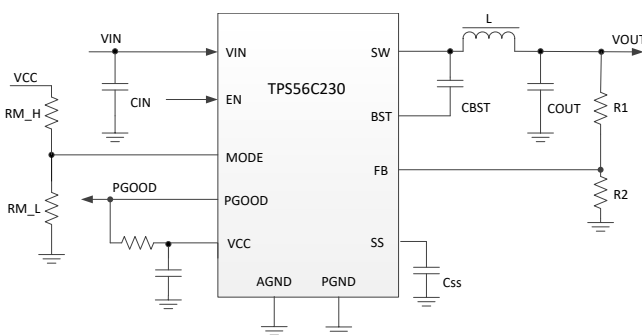 L
VIN
VIN
SW
VOUT
VCC
TPS56C230
CIN
EN
CBST
COUT
R1
RM_H
BST
MODE
FB
PGOOD
PGOOD
R2
RM_L
VCC
SS
Css
AGND
PGND